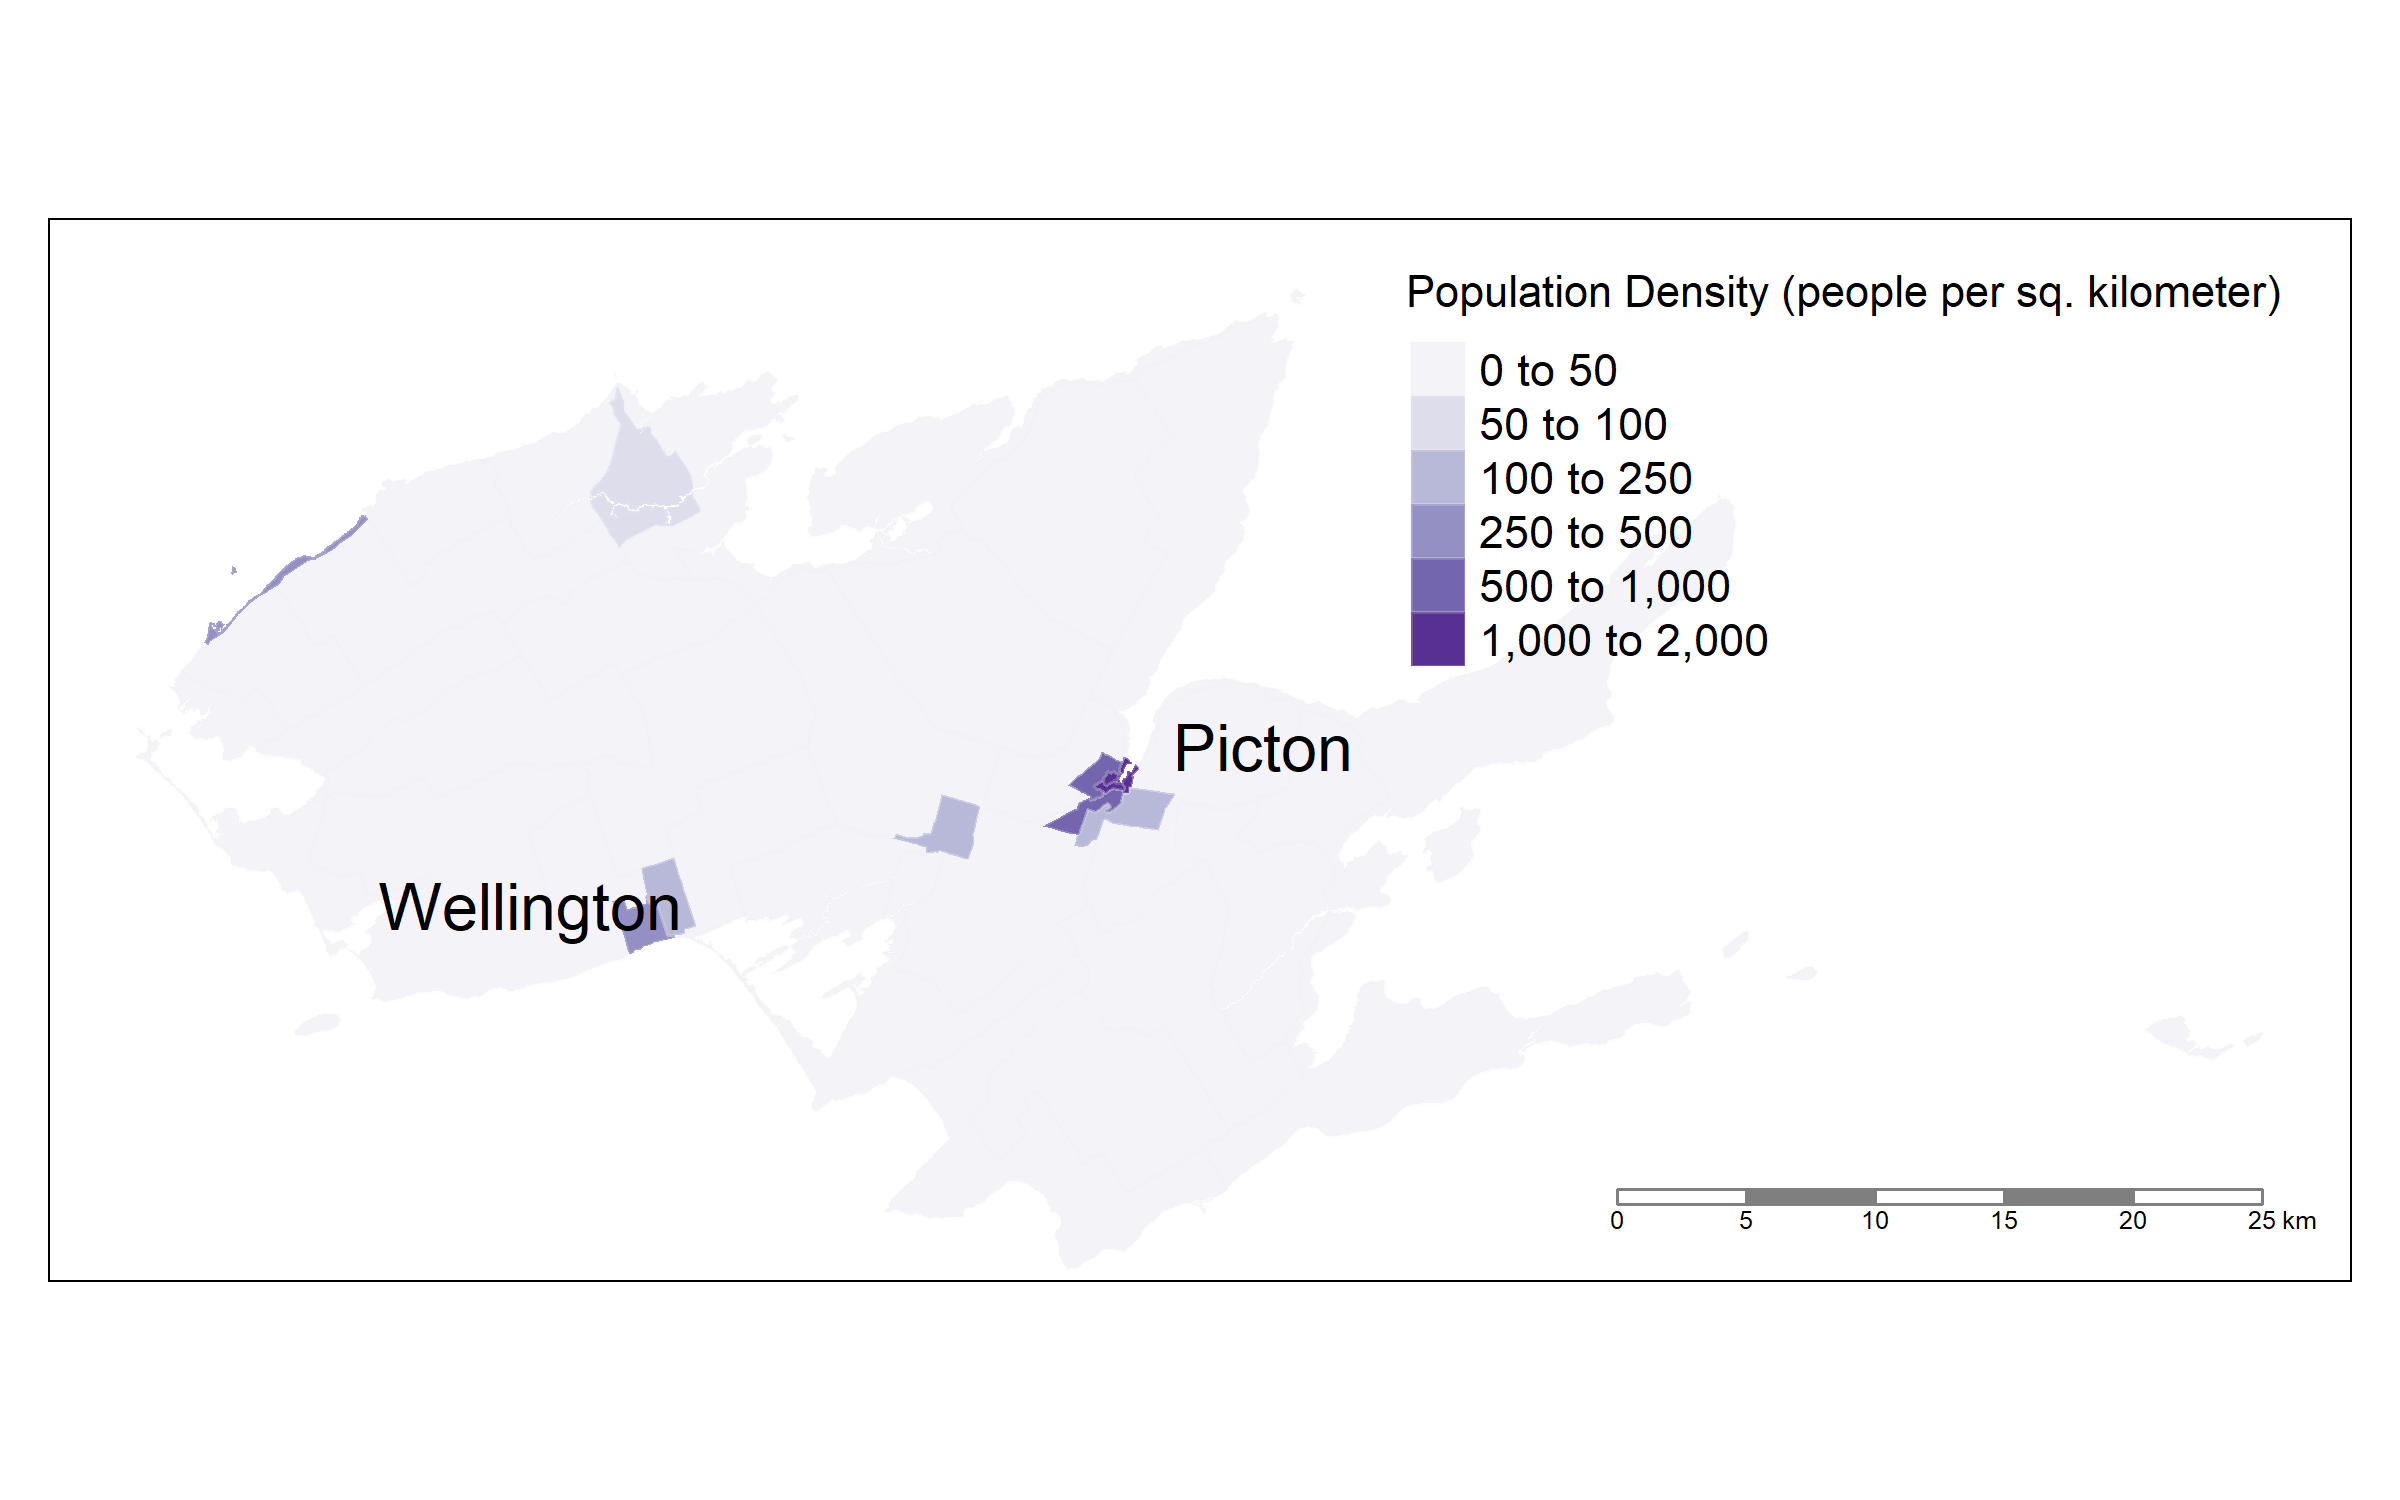 Population Density (people per sq. kilometer)
0 to 50
50 to 100
100 to 250
250 to 500
500 to 1,000
1,000 to 2,000
Picton
Wellington
0 5 10 15 20 25 km